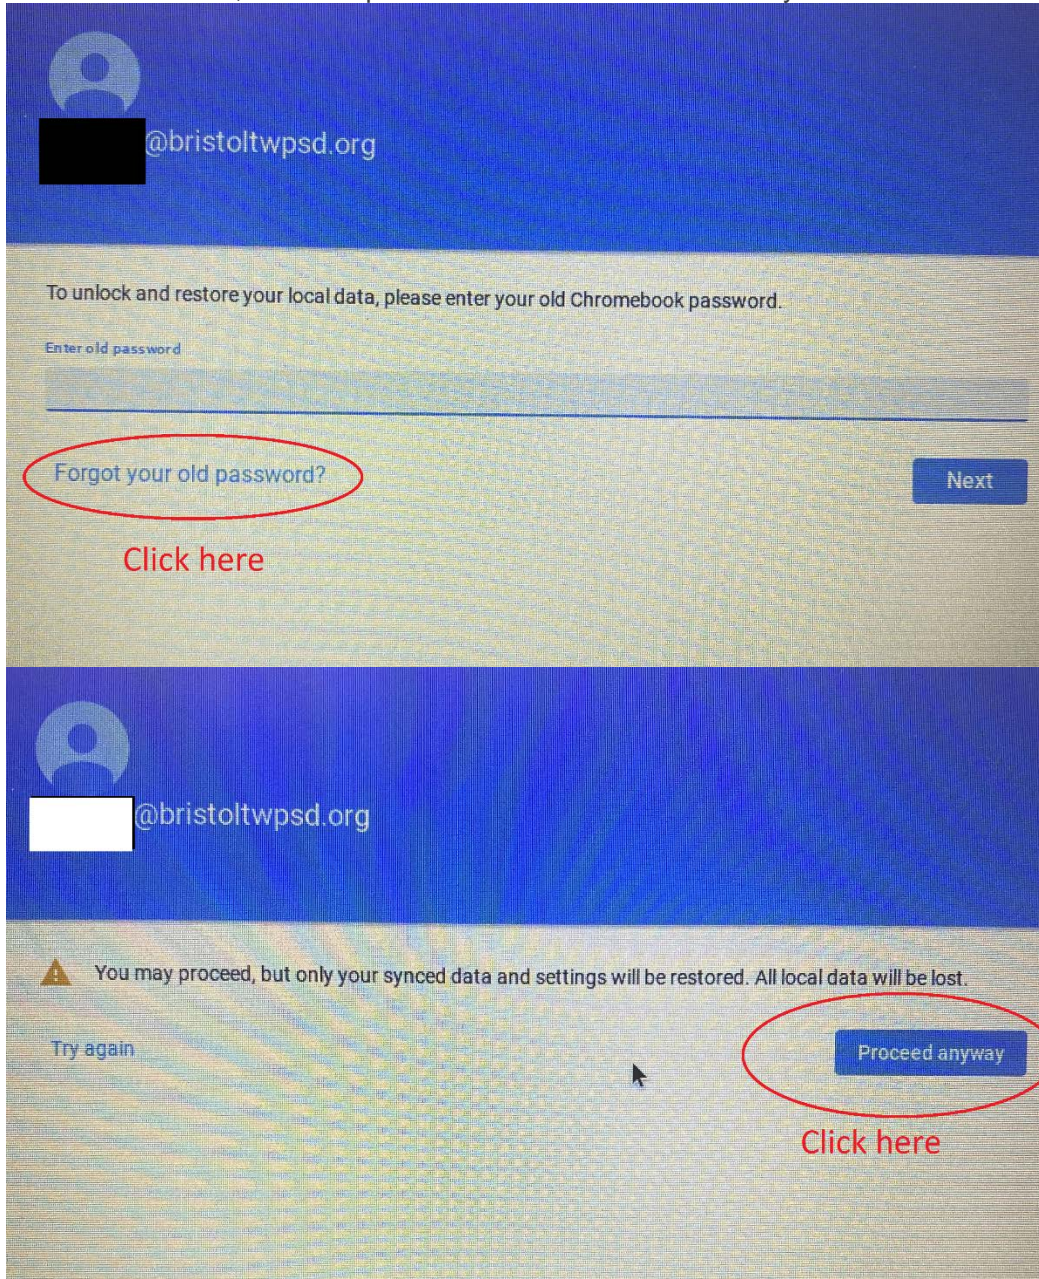 @bristoltwpsd.org
To unlock and restore your local data, please enter your old Chromebook password.
Enter old password
Forgot your old password?
Next
Click here
@bristoltwpsd.org
You may proceed, but only your synced data and settings will be restored. All local data will be lost.
Try again
Proceed anyway
Click here